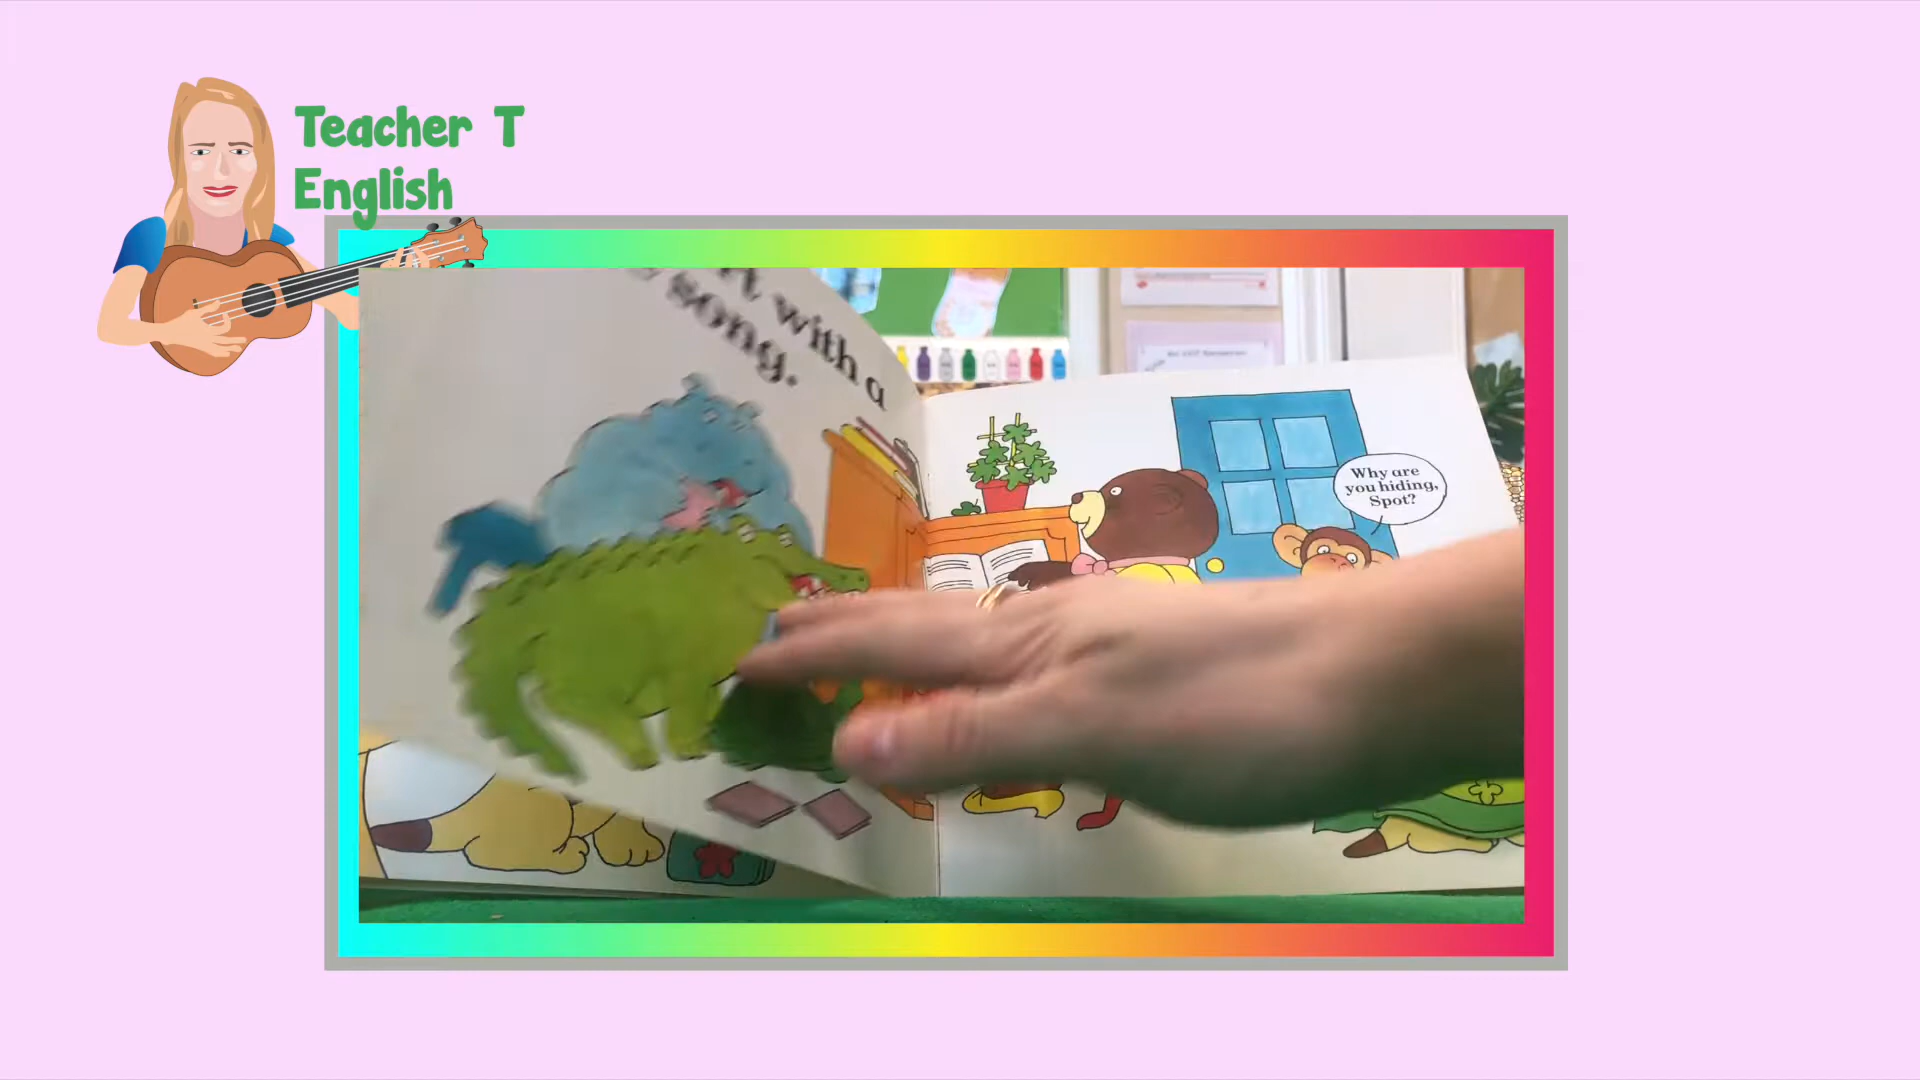 Teacher T
English
with a
song.
Why are
you hiding,
Spot?